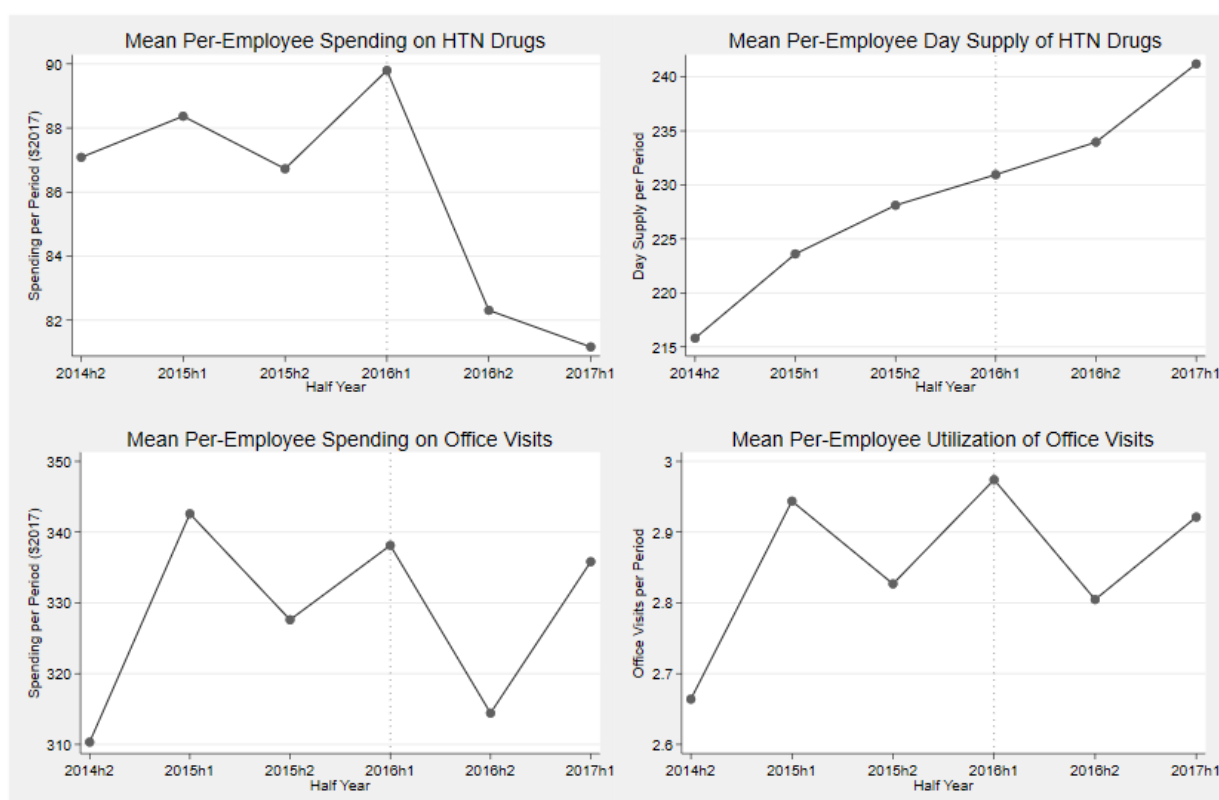 Mean Per-Employee Spending on HTN Drugs
Spending per Period ($2017)
90
88
86
84
82
2014h2 2015h1 2015h2 2016h1 2016h2 2017h1
Half Year
Mean Per-Employee Day Supply of HTN Drugs
Day Supply per Period
240
235
230
225
220
215
2014h2 2015h1 2015h2 2016h1 2016h2 2017h1
Half Year
Mean Per-Employee Spending on Office Visits
Spending per Period ($2017)
350
340
330
320
310
2014h2 2015h1 2015h2 2016h1 2016h2 2017h1
Half Year
Mean Per-Employee Utilization of Office Visits
Office Visits per Period
3
2.9
2.8
2.7
2.6
2014h2 2015h1 2015h2 2016h1 2016h2 2017h1
Half Year